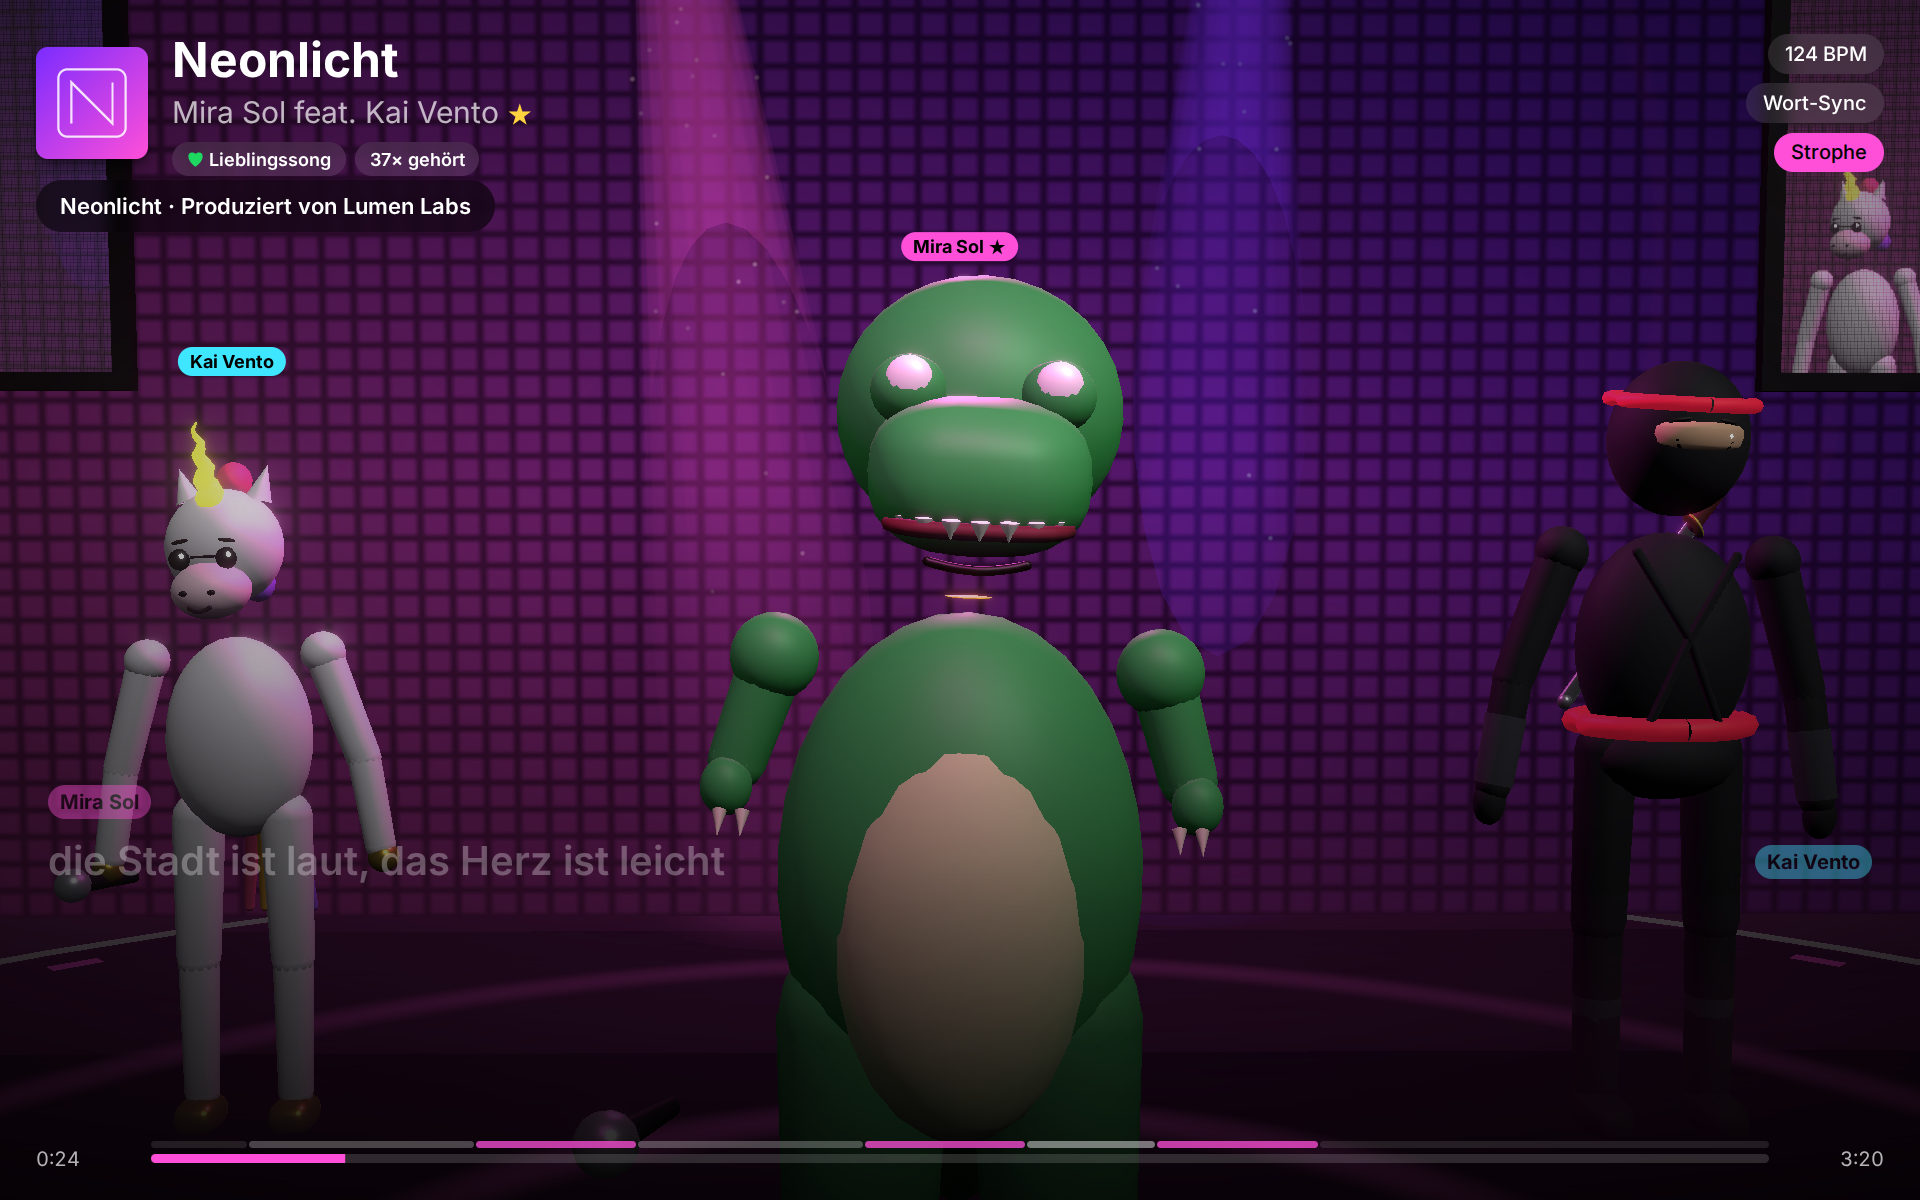 N
Neonlicht
Mira Sol feat. Kai Vento ★
Lieblingssong
37× gehört
Neonlicht · Produziert von Lumen Labs
124 BPM
Wort-Sync
Strophe
Mira Sol ★
Kai Vento
Mira Sol
die Stadt ist laut, das Herz ist leicht
Kai Vento
0:24
3:20